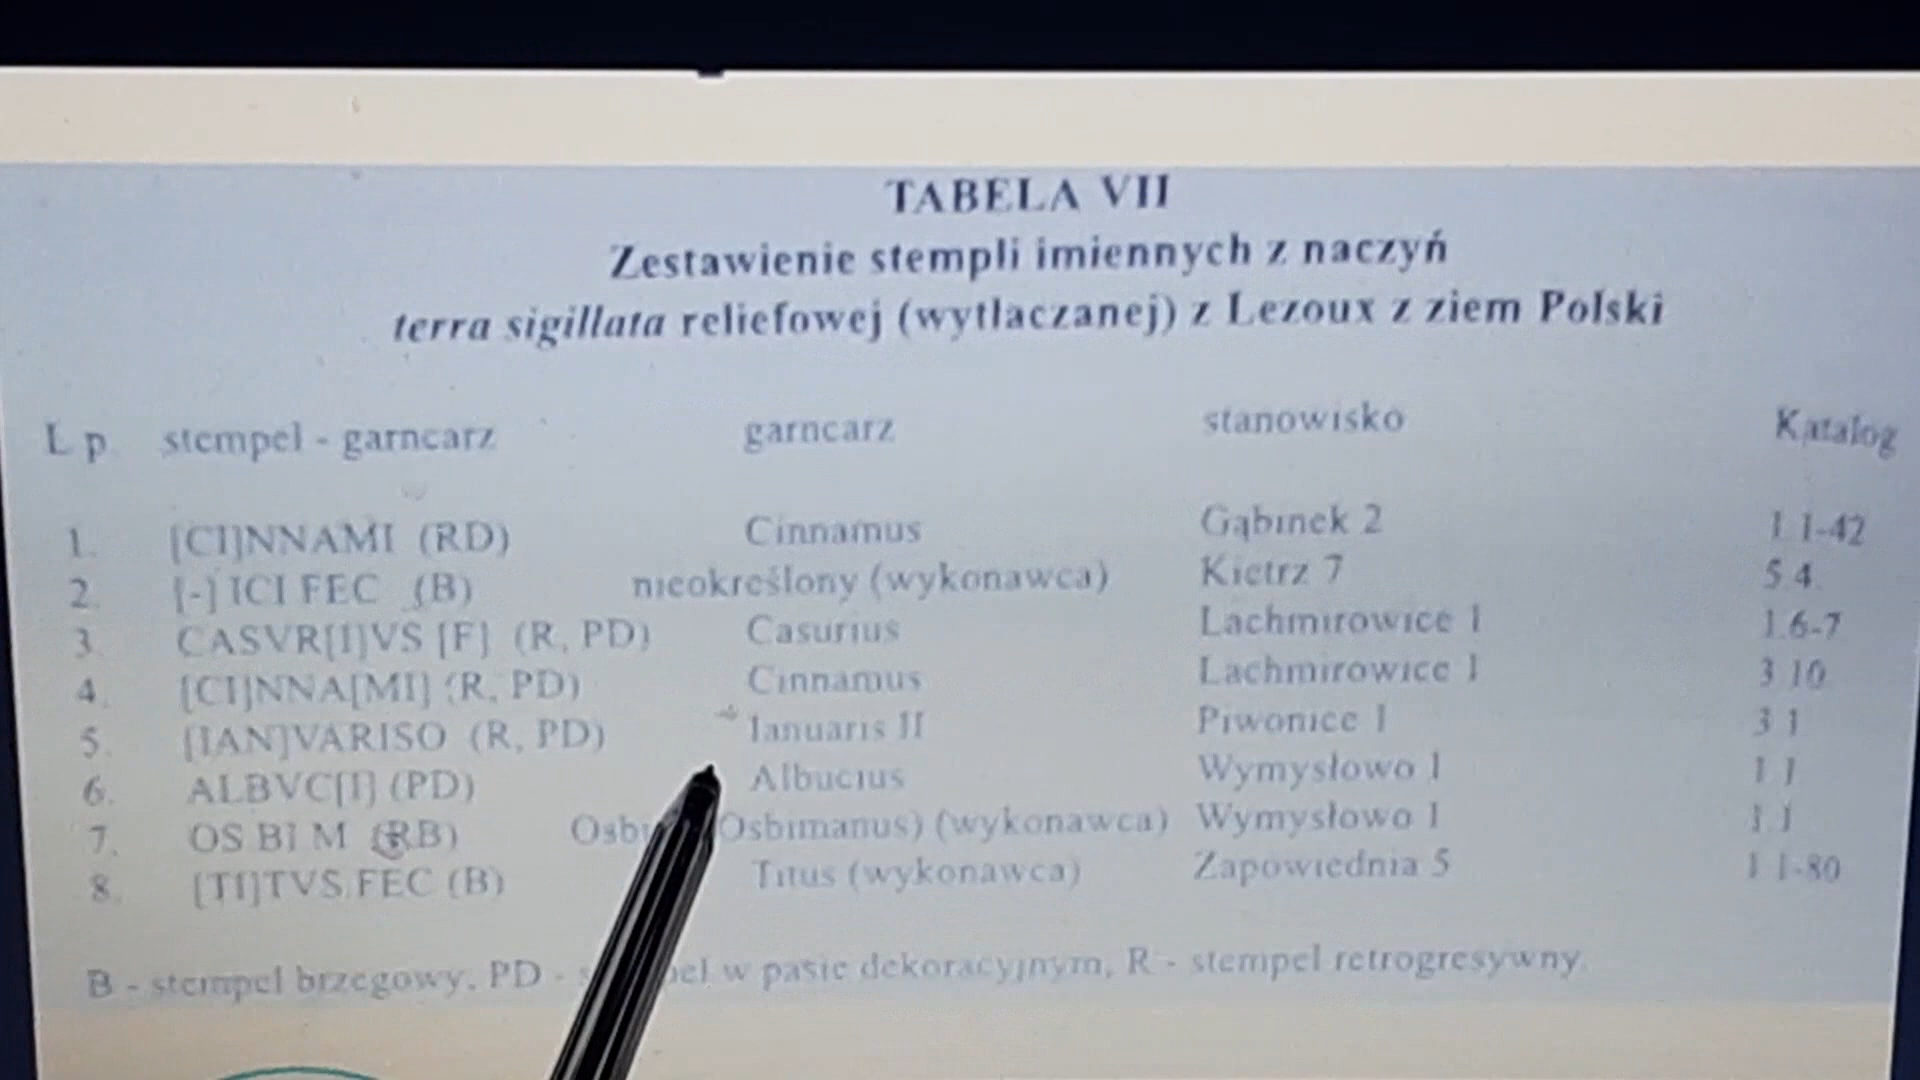 TABELA VII
Zestawienie stempli imiennych z naczyń
terra sigillata reliefowej (wytłaczanej) z Lezoux z ziem Polski
L p. stempel - garncarz garncarz stanowisko Katalog
1. [CI]NNAMI (RD) Cinnamus Gąbinek 2 1 1-42
2. [-] ICI FEC (B) nieokreślony (wykonawca) Kietrz 7 5 4.
3. CASVR[I]VS [F] (R, PD) Casurius Lachmirowice 1 1.6-7
4. [CI]NNA[MI] (R, PD) Cinnamus Lachmirowice 1 3 10
5. [IAN]VARISO (R, PD) Ianuaris II Piwonice 1 3 1
6. ALBVC[I] (PD) Albucius Wymysłowo 1 1 1
7. OS BI M (RB) Osbimanus) (wykonawca) Wymysłowo 1 1 1
8. [TI]TVS.FEC (B) Titus (wykonawca) Zapowiednia 5 1 1-80
B - stempel brzegowy, PD - w pasie dekoracyjnym, R - stempel retrogresywny.